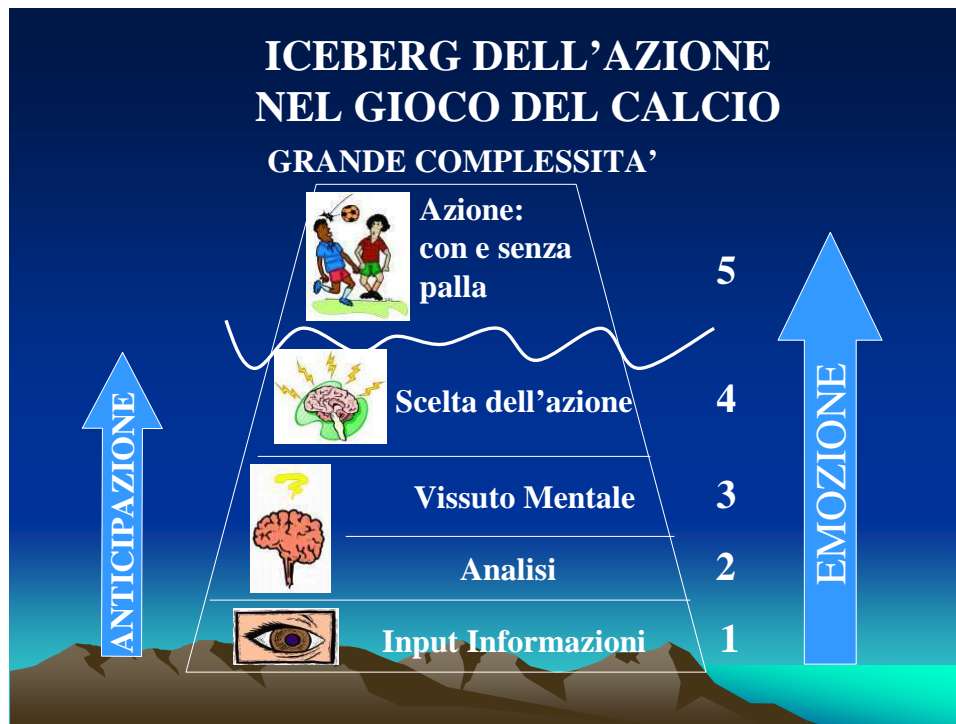 ICEBERG DELL’AZIONE
NEL GIOCO DEL CALCIO
GRANDE COMPLESSITA’
Azione:
con e senza
palla
5
Scelta dell’azione
4
Vissuto Mentale
3
Analisi
2
Input Informazioni
1
ANTICIPAZIONE
EMOZIONE